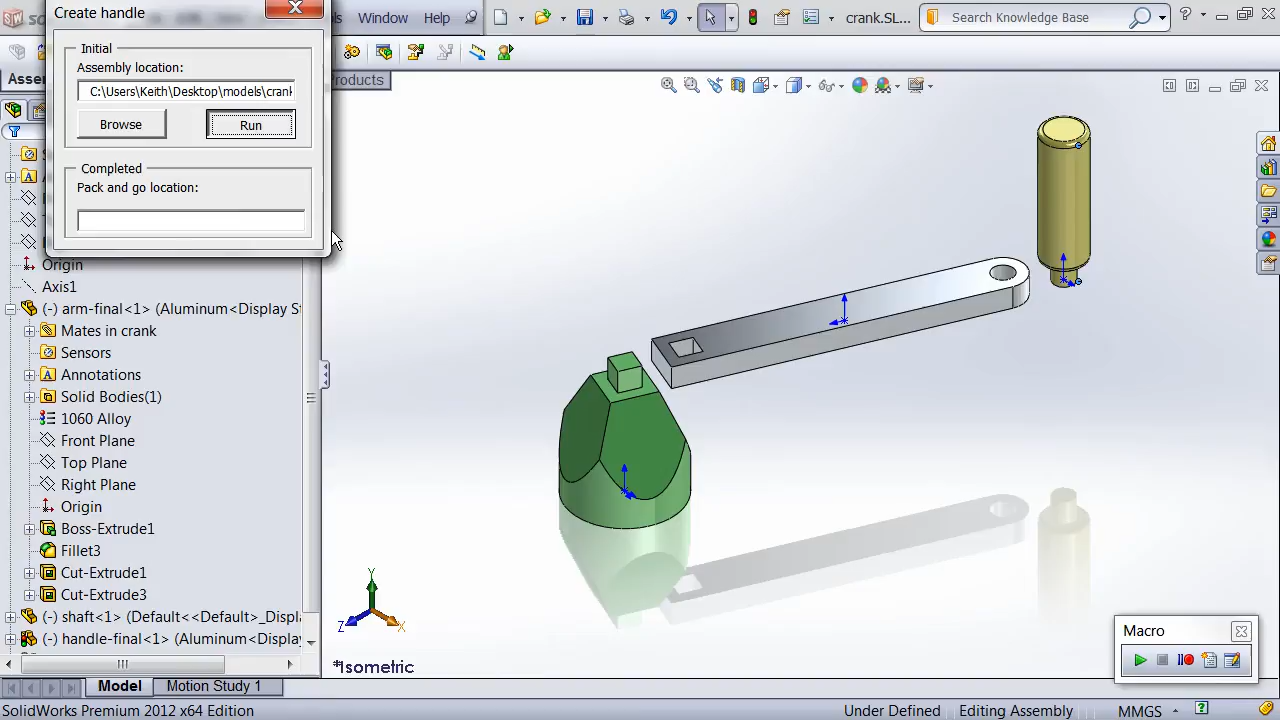 Create handle
Window
Help
crank.SL...
Search Knowledge Base
Initial
Assembly location:
C:\Users\Keith\Desktop\models\crank
Browse
Run
Completed
Pack and go location:
Products
Origin
Axis1
(-) arm-final<1> (Aluminum<Display S
Mates in crank
Sensors
Annotations
Solid Bodies(1)
1060 Alloy
Front Plane
Top Plane
Right Plane
Origin
Boss-Extrude1
Fillet3
Cut-Extrude1
Cut-Extrude3
(-) shaft<1> (Default<<Default>_Displa
(-) handle-final<1> (Aluminum<Display
Y
Z
X
*Isometric
Macro
Model
Motion Study 1
SolidWorks Premium 2012 x64 Edition
Under Defined
Editing Assembly
MMGS